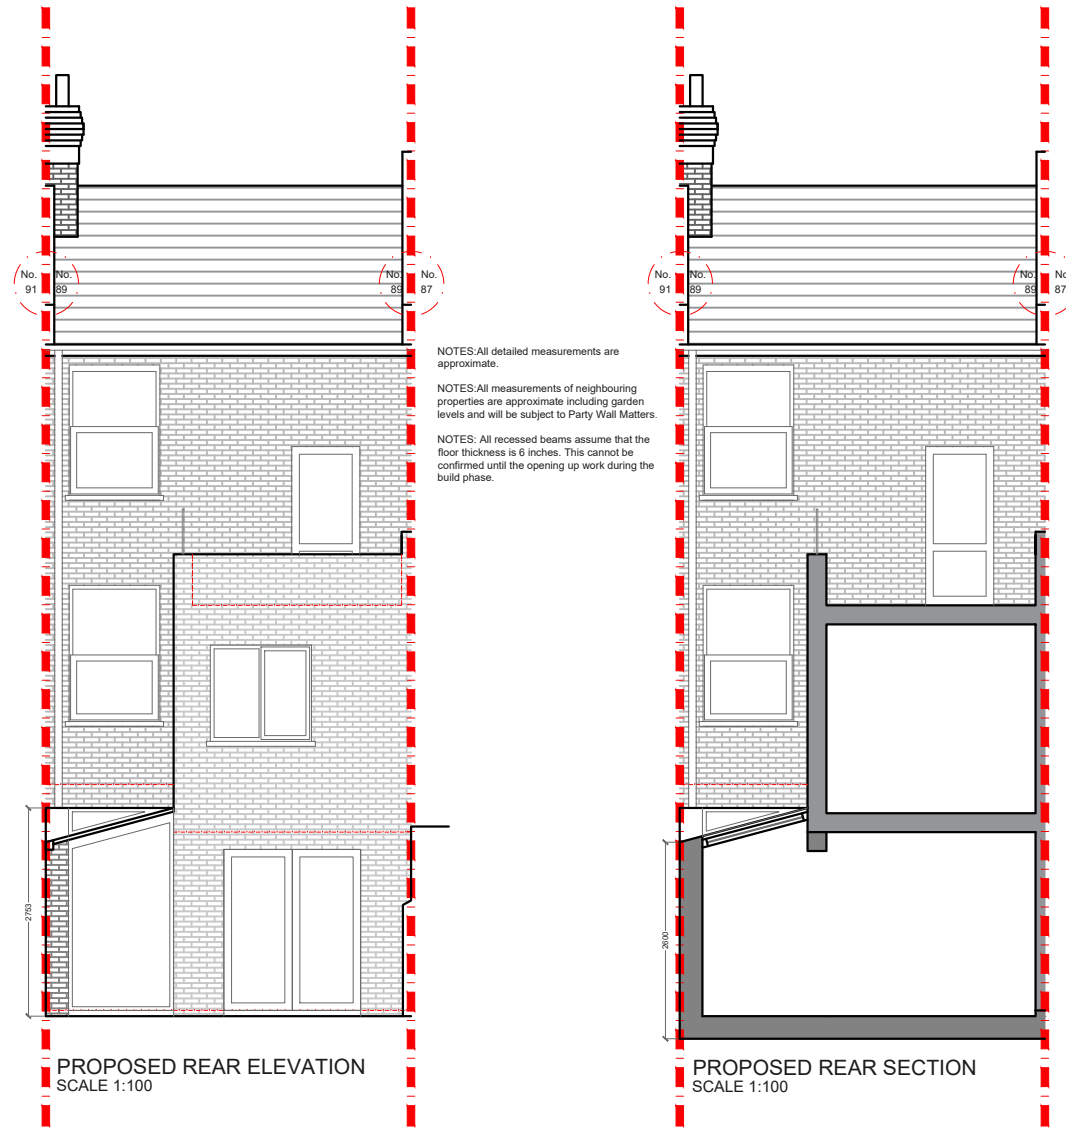 No.
91
No.
89
No.
89
No.
87
NOTES:All detailed measurements are
approximate.
NOTES:All measurements of neighbouring
properties are approximate including garden
levels and will be subject to Party Wall Matters.
NOTES: All recessed beams assume that the
floor thickness is 6 inches. This cannot be
confirmed until the opening up work during the
build phase.
2753
PROPOSED REAR ELEVATION
SCALE 1:100
No.
91
No.
89
No.
89
No
87
2600
PROPOSED REAR SECTION
SCALE 1:100